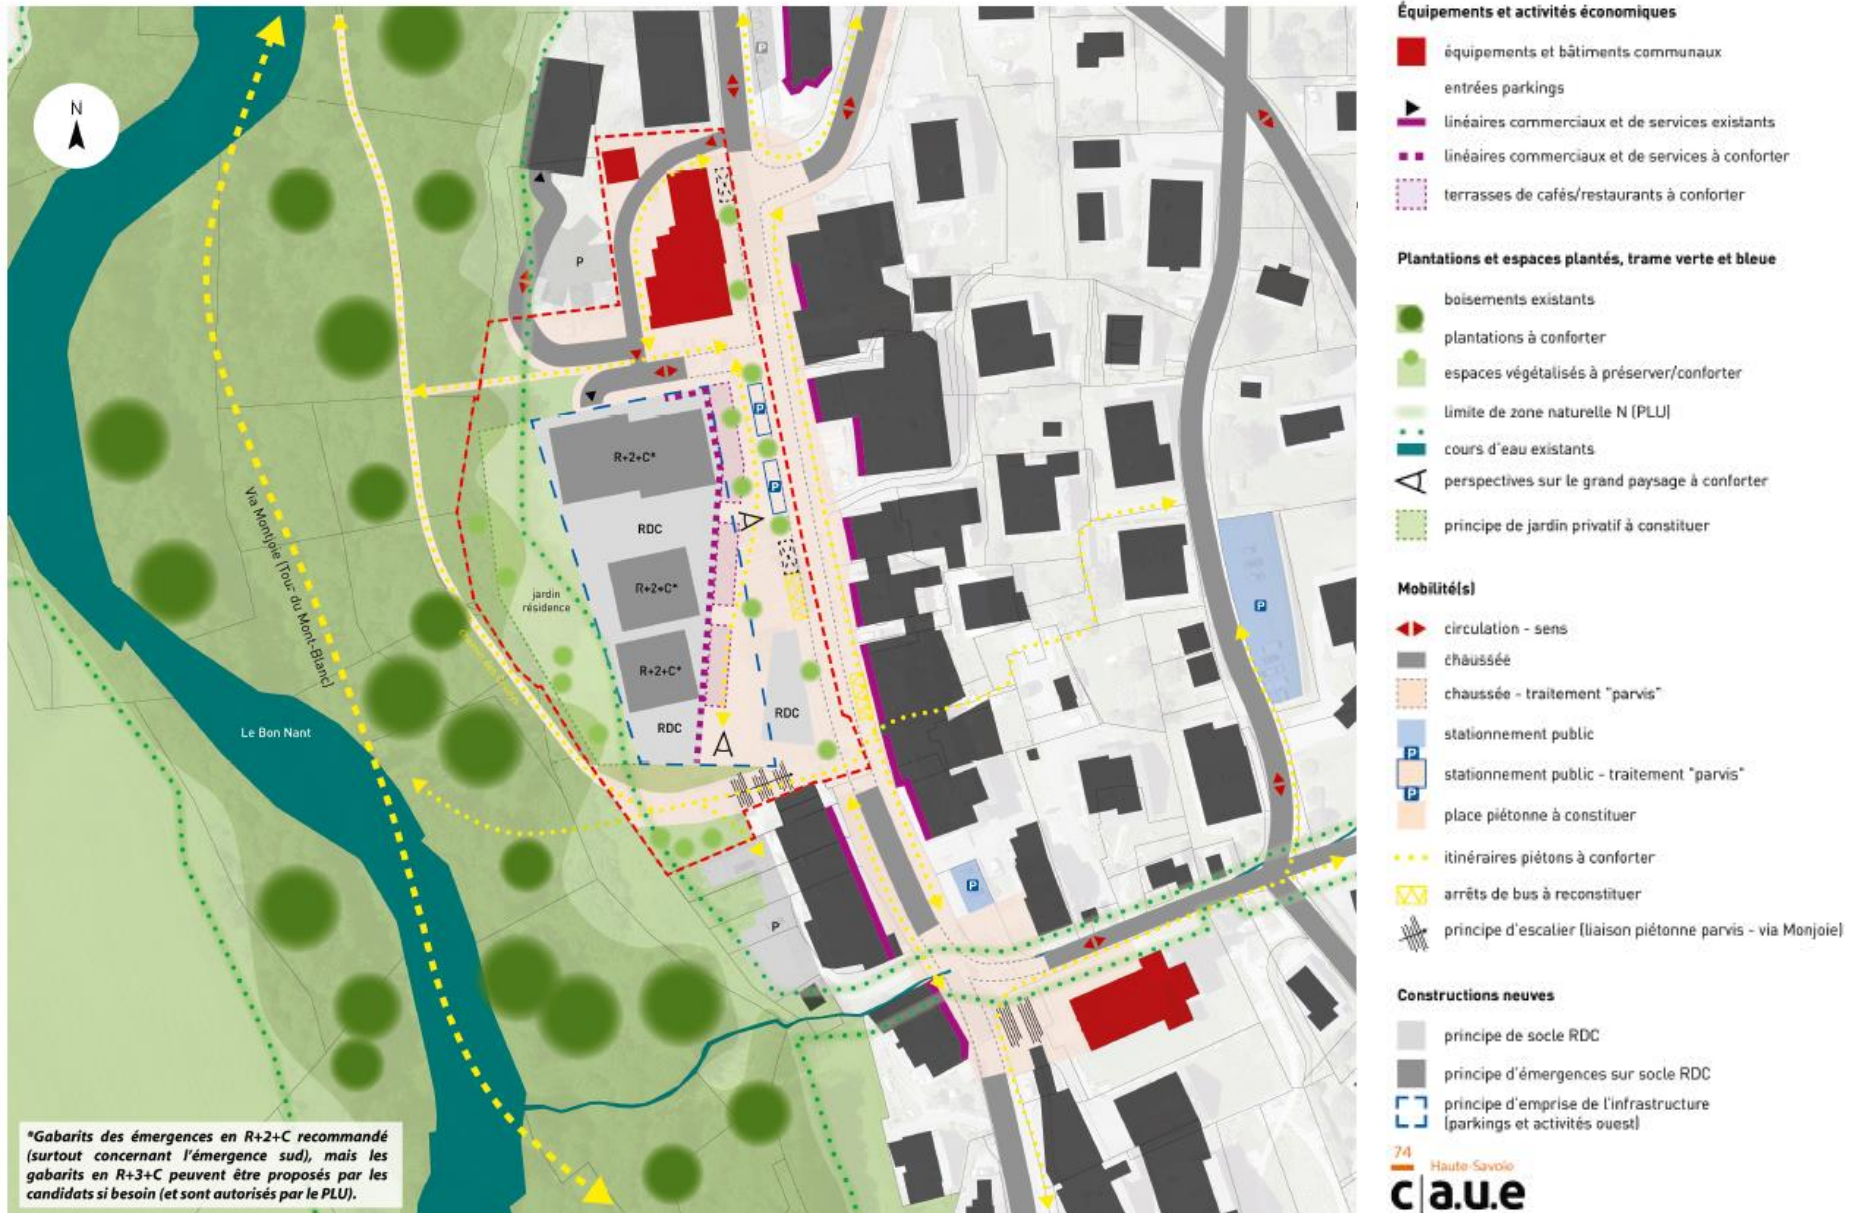 N
P
P
R+2+C*
P
P
RDC
R+2+C*
jardin
résidence
R+2+C*
RDC
RDC
P
P
P
Via Montjoie (Tour du Mont-Blanc)
Le Bon Nant
*Gabarits des émergences en R+2+C recommandé
(surtout concernant l'émergence sud), mais les
gabarits en R+3+C peuvent être proposés par les
candidats si besoin (et sont autorisés par le PLU).
Équipements et activités économiques
équipements et bâtiments communaux
entrées parkings
linéaires commerciaux et de services existants
linéaires commerciaux et de services à conforter
terrasses de cafés/restaurants à conforter
Plantations et espaces plantés, trame verte et bleue
boisements existants
plantations à conforter
espaces végétalisés à préserver/conforter
limite de zone naturelle N (PLU)
cours d'eau existants
perspectives sur le grand paysage à conforter
principe de jardin privatif à constituer
Mobilité(s)
circulation - sens
chaussée
chaussée - traitement "parvis"
stationnement public
P
stationnement public - traitement "parvis"
P
place piétonne à constituer
itinéraires piétons à conforter
arrêts de bus à reconstituer
principe d'escalier (liaison piétonne parvis - via Monjoie)
Constructions neuves
principe de socle RDC
principe d'émergences sur socle RDC
principe d'emprise de l'infrastructure
(parkings et activités ouest)
74
Haute-Savoie
c|a.u.e